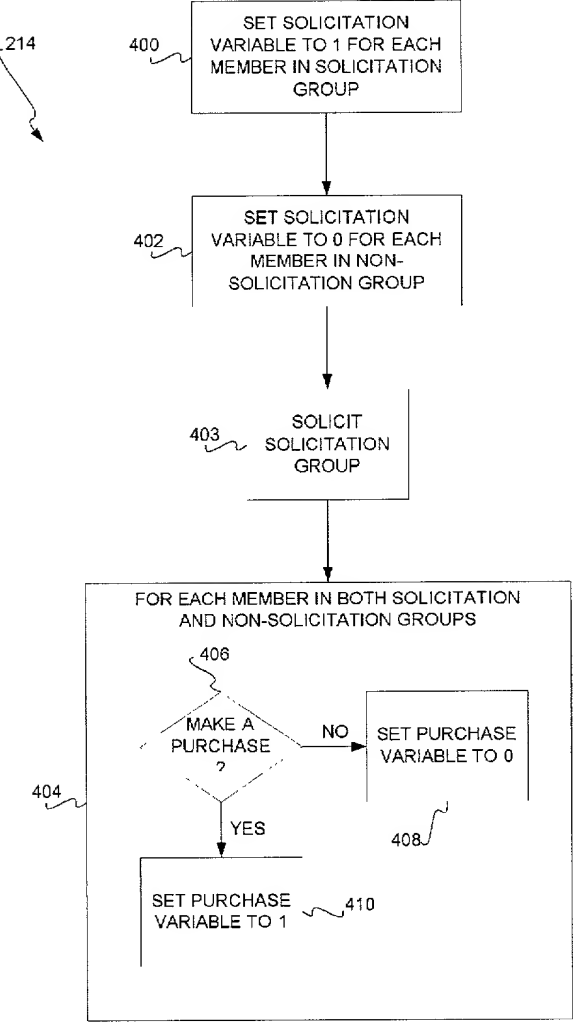 214
400
SET SOLICITATION
VARIABLE TO 1 FOR EACH
MEMBER IN SOLICITATION
GROUP
402
SET SOLICITATION
VARIABLE TO 0 FOR EACH
MEMBER IN NON-
SOLICITATION GROUP
403
SOLICIT
SOLICITATION
GROUP
404
FOR EACH MEMBER IN BOTH SOLICITATION
AND NON-SOLICITATION GROUPS
406
MAKE A
PURCHASE
?
NO
SET PURCHASE
VARIABLE TO 0
408
YES
SET PURCHASE
VARIABLE TO 1
410